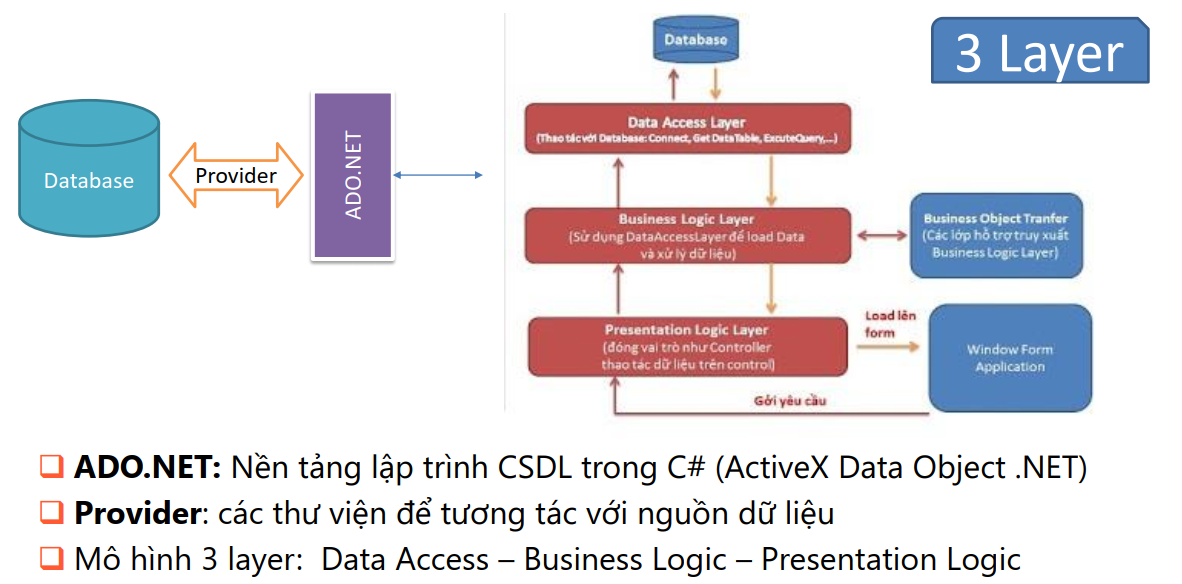 3 Layer
Database
Provider
ADO.NET
Database
Data Access Layer
(Thao tác với Database: Connect, Get DataTable, ExcuteQuery,...)
Business Logic Layer
(Sử dụng DataAccessLayer để load Data
và xử lý dữ liệu)
Business Object Tranfer
(Các lớp hỗ trợ truy xuất
Business Logic Layer)
Presentation Logic Layer
(đóng vai trò như Controller
thao tác dữ liệu trên control)
Load lên
form
Window Form
Application
Gởi yêu cầu
ADO.NET: Nền tảng lập trình CSDL trong C# (ActiveX Data Object .NET)
Provider: các thư viện để tương tác với nguồn dữ liệu
Mô hình 3 layer: Data Access – Business Logic – Presentation Logic